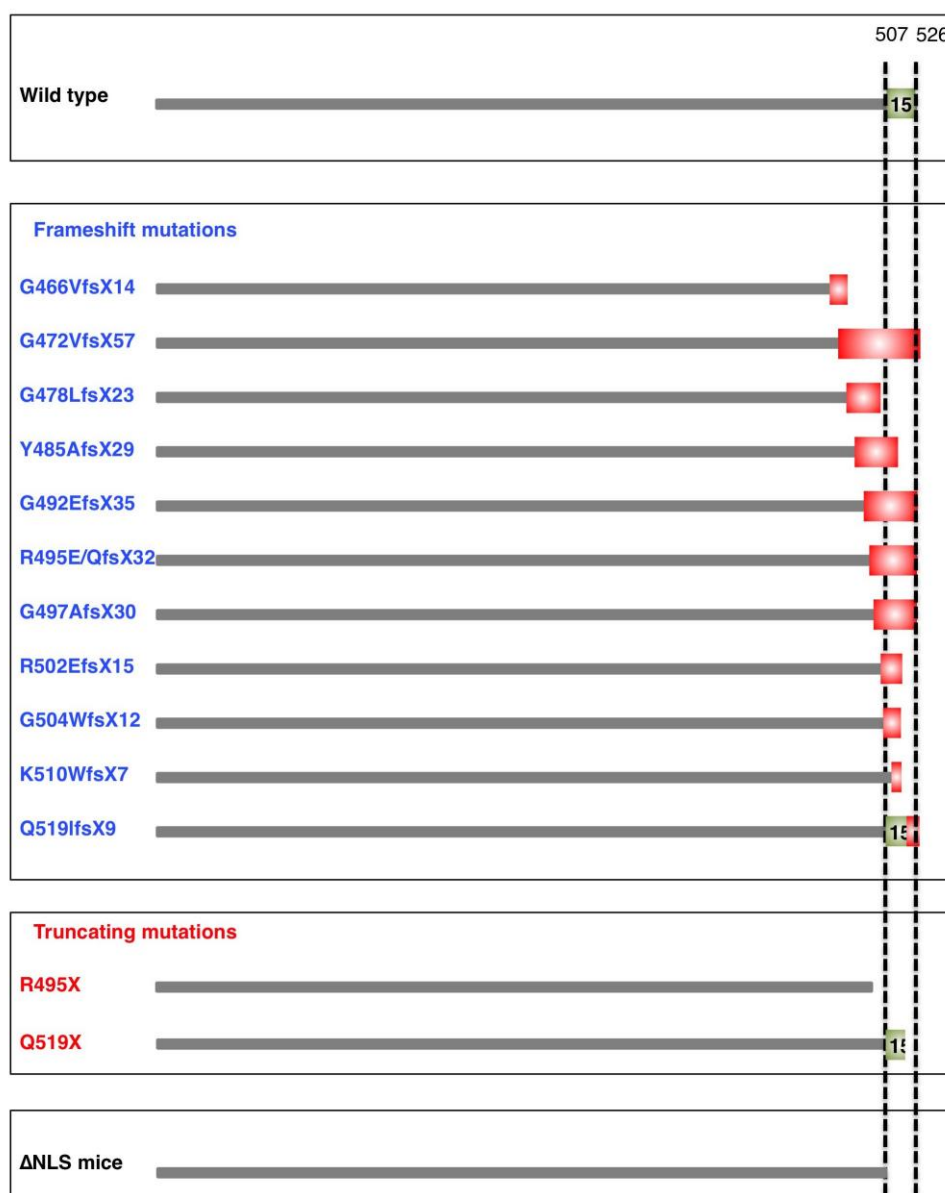 507 526
Wild type 15
Frameshift mutations
G466VfsX14
G472VfsX57
G478LfsX23
Y485AfsX29
G492EfsX35
R495E/QfsX32
G497AfsX30
R502EfsX15
G504WfsX12
K510WfsX7
Q519IfsX9 15
Truncating mutations
R495X
Q519X 15
ΔNLS mice